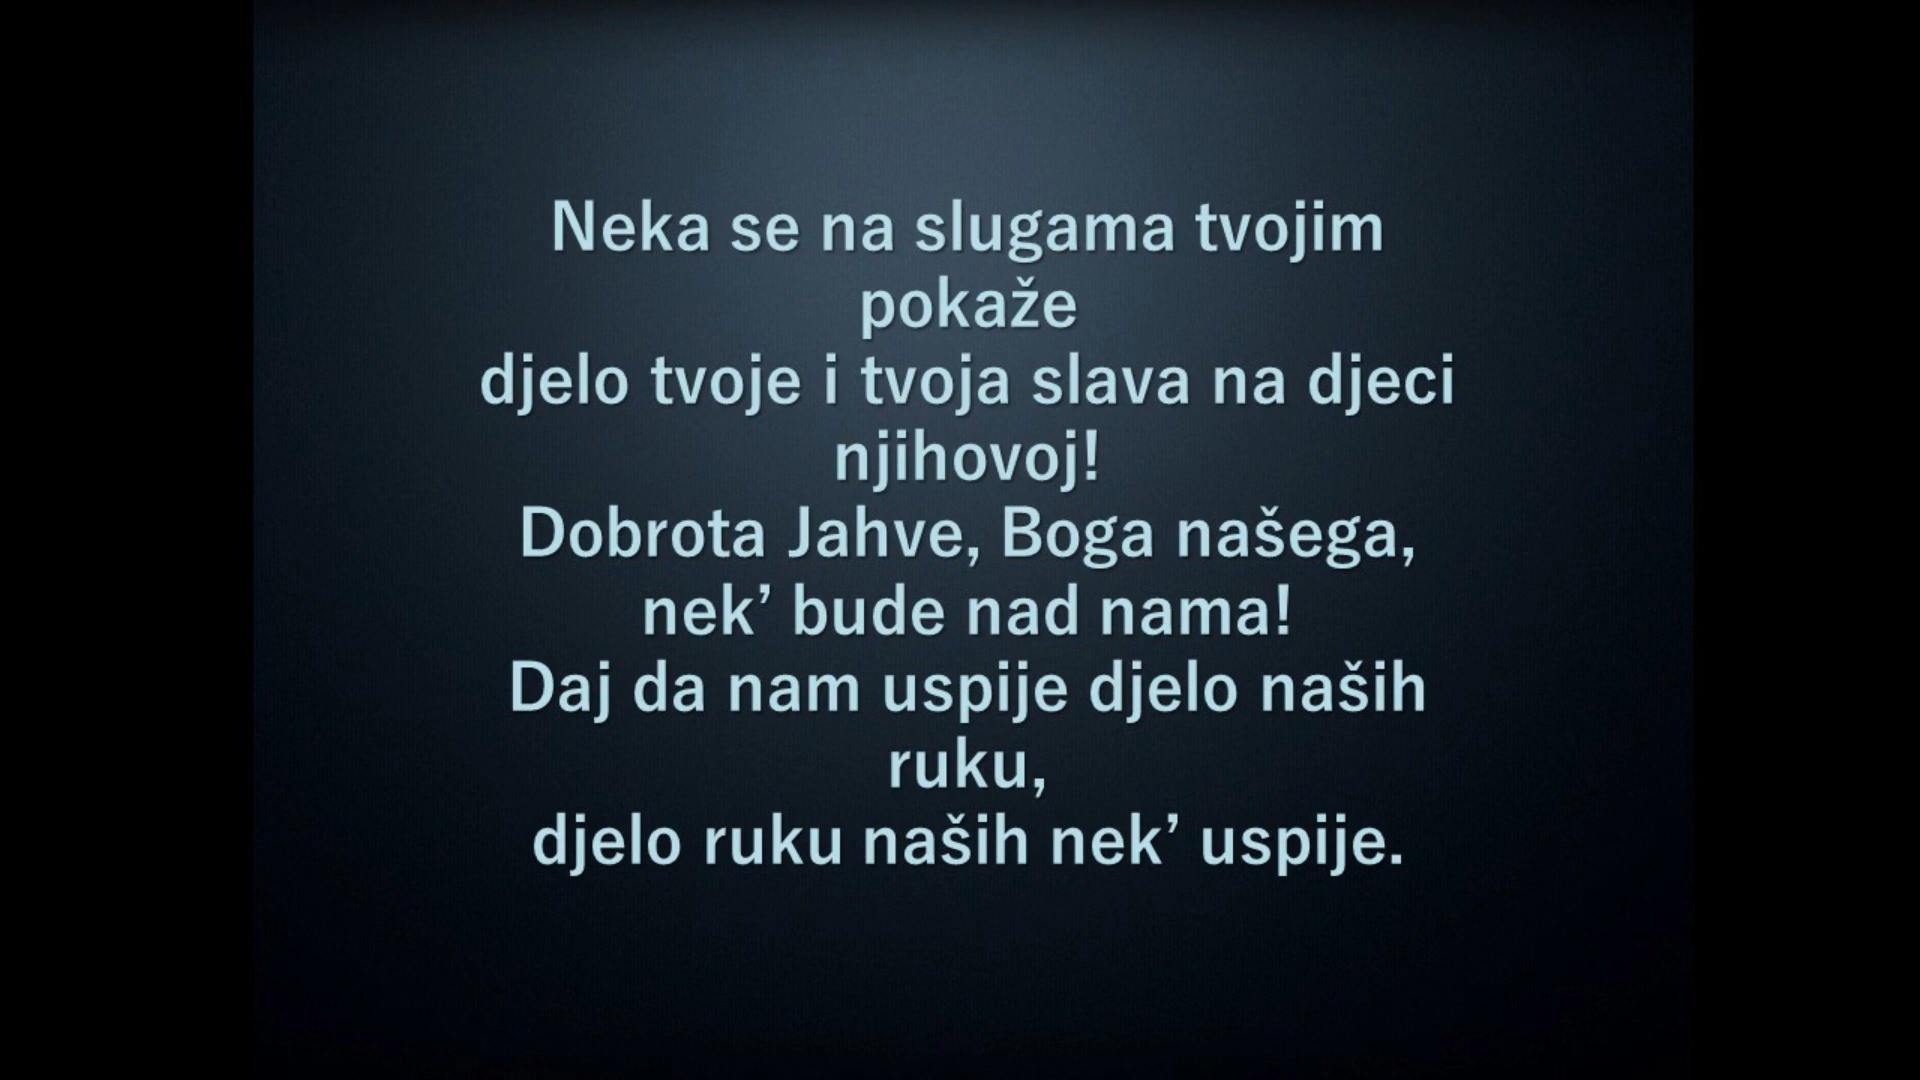 Neka se na slugama tvojim
pokaže
djelo tvoje i tvoja slava na djeci
njihovoj!
Dobrota Jahve, Boga našega,
nek’ bude nad nama!
Daj da nam uspije djelo naših
ruku,
djelo ruku naših nek’ uspije.